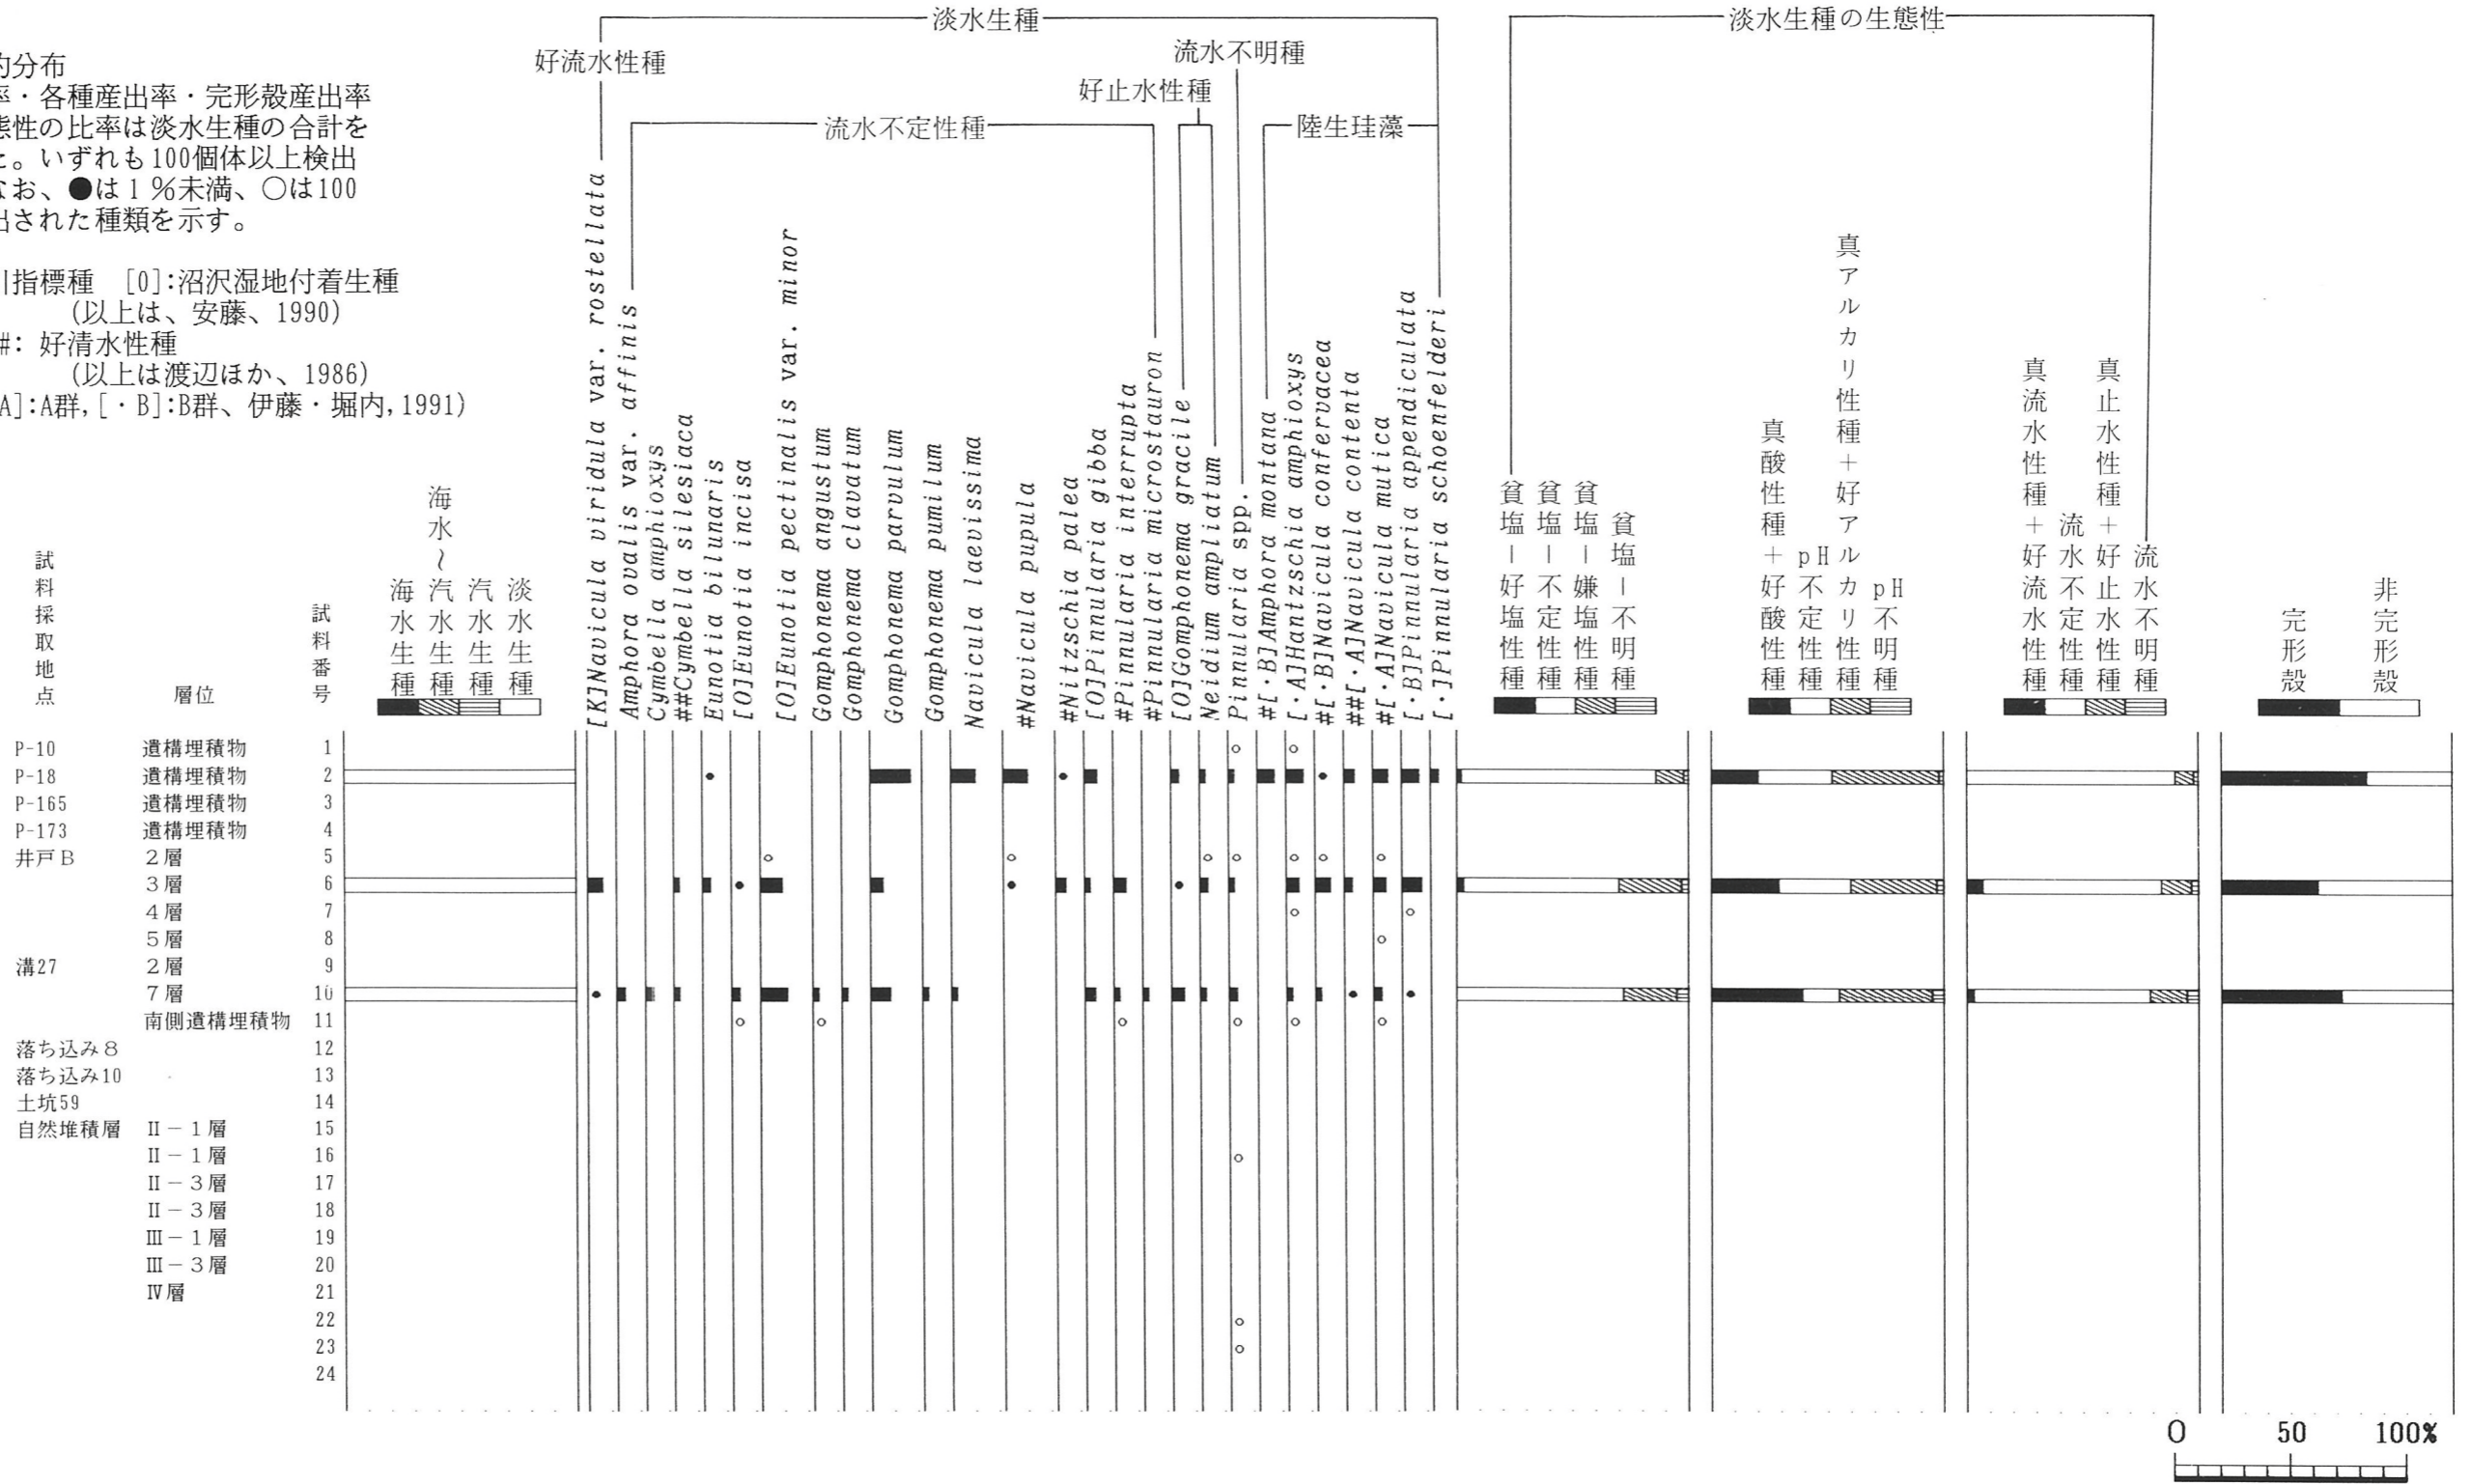 淡水生種
淡水生種の生態性
好流水性種
流水不明種
好止水性種
流水不定性種
陸生珪藻
的分布
率・各種産出率・完形殻産出率
態性の比率は淡水生種の合計を
た。いずれも100個体以上検出
なお、●は1%未満、○は100
出された種類を示す。
川指標種 [0]:沼沢湿地付着生種
(以上は、安藤、1990)
#: 好清水性種
(以上は渡辺ほか、1986)
A]:A群,[・B]:B群、伊藤・堀内,1991)
試料採取地点
層位
試料番号
海水生種
海水~汽水生種
汽水生種
淡水生種
[K]Navicula viridula var. rostellata
Amphora ovalis var. affinis
Cymbella amphioxys
##Cymbella silesiaca
Eunotia bilunaris
[O]Eunotia incisa
[O]Eunotia pectinalis var. minor
Gomphonema angustum
Gomphonema clavatum
Gomphonema parvulum
Gomphonema pumilum
Navicula laevissima
#Navicula pupula
#Nitzschia palea
[O]Pinnularia gibba
#Pinnularia interrupta
#Pinnularia microstauron
[O]Gomphonema gracile
Neidium ampliatum
Pinnularia spp.
#[・B]Amphora montana
[・A]Hantzschia amphioxys
#[・B]Navicula confervacea
##[・A]Navicula contenta
#[・A]Navicula mutica
[・B]Pinnularia appendiculata
[・]Pinnularia schoenfelderi
貧塩-好塩性種
貧塩-不定性種
貧塩-嫌塩性種
貧塩-不明種
真酸性種+好酸性種
pH不定性種
真アルカリ性種+好アルカリ性種
pH不明種
真流水性種+好流水性種
流水不定性種
真止水性種+好止水性種
流水不明種
完形殻
非完形殻
P-10 遺構埋積物 1
P-18 遺構埋積物 2
P-165 遺構埋積物 3
P-173 遺構埋積物 4
井戸B 2層 5
3層 6
4層 7
5層 8
溝27 2層 9
7層 10
南側遺構埋積物 11
落ち込み8 12
落ち込み10 13
土坑59 14
自然堆積層 II-1層 15
II-1層 16
II-3層 17
II-3層 18
III-1層 19
III-3層 20
IV層 21
22
23
24
0 50 100%